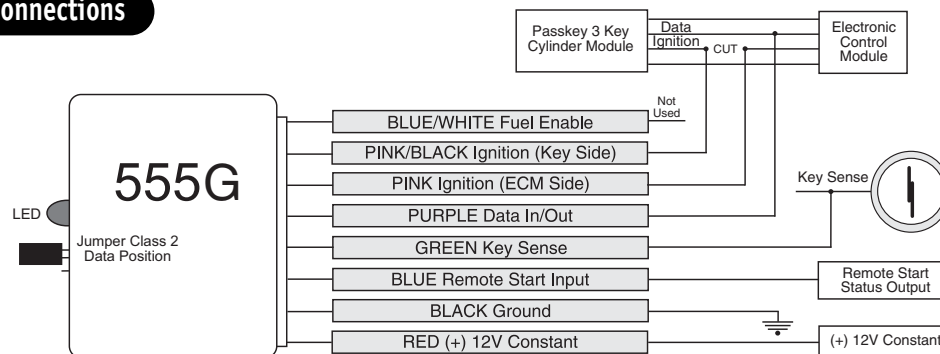 onnections
Passkey 3 Key
Cylinder Module
Data
Ignition
CUT
Electronic
Control
Module
Not
Used
BLUE/WHITE Fuel Enable
PINK/BLACK Ignition (Key Side)
555G
PINK Ignition (ECM Side)
Key Sense
LED
PURPLE Data In/Out
Jumper Class 2
Data Position
GREEN Key Sense
BLUE Remote Start Input
Remote Start
Status Output
BLACK Ground
RED (+) 12V Constant
(+) 12V Constant